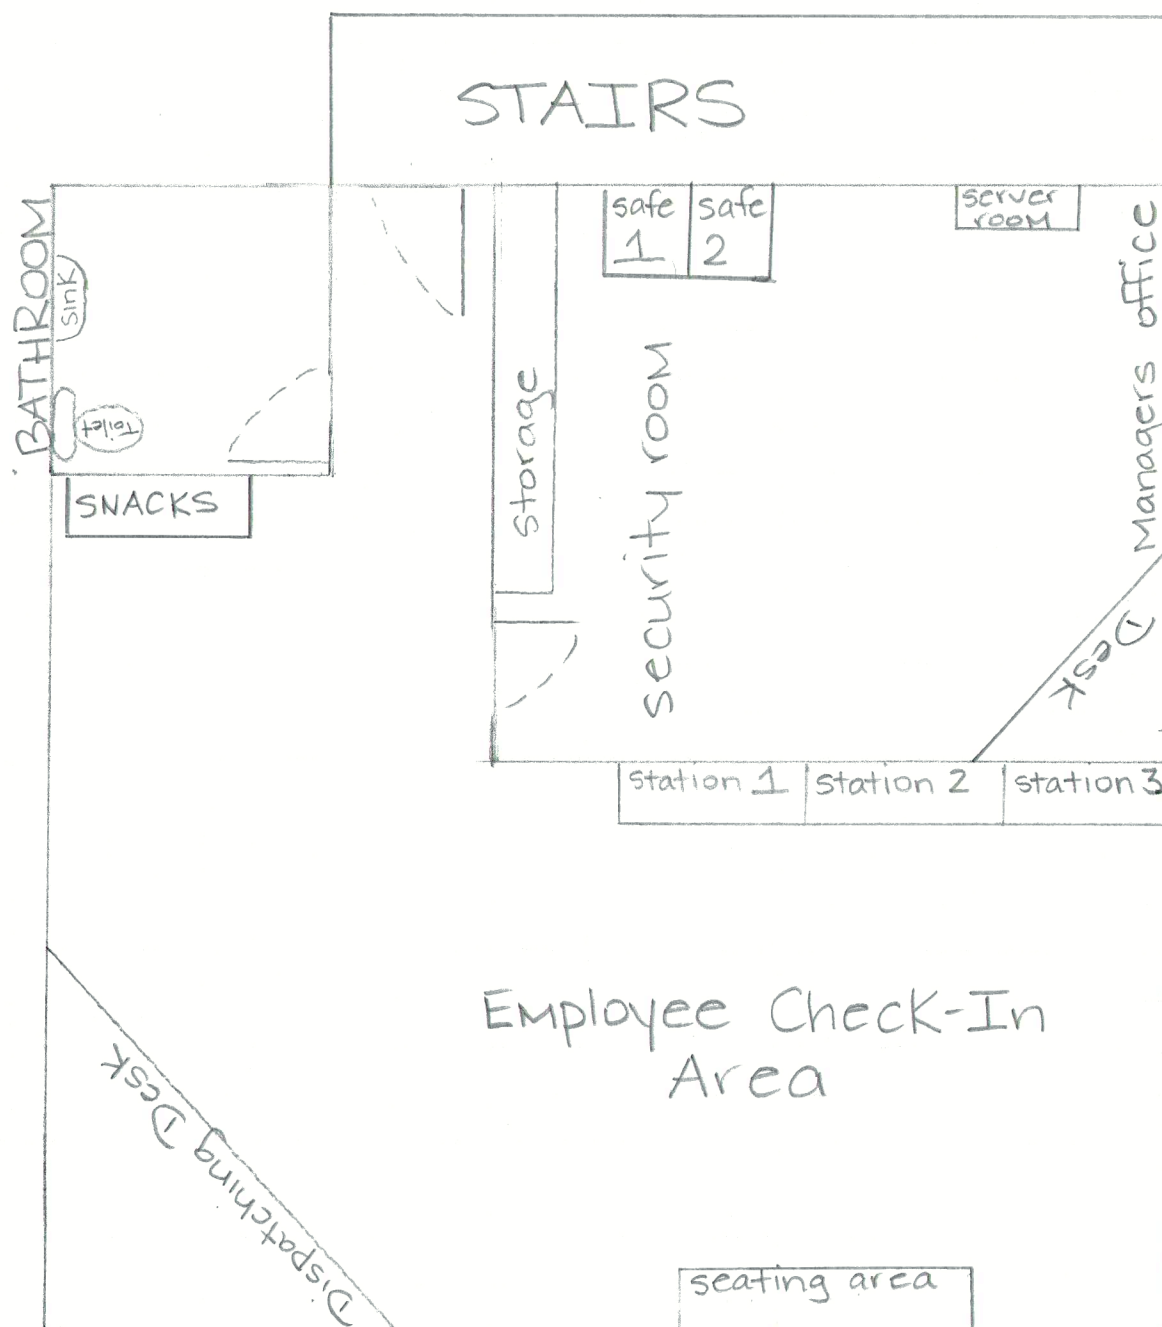 STAIRS
BATHROOM
sink
Toilet
SNACKS
storage
safe
1
safe
2
security room
server
room
Managers office
Desk
station 1
station 2
station 3
Employee Check-In
Area
Dispatching Desk
seating area